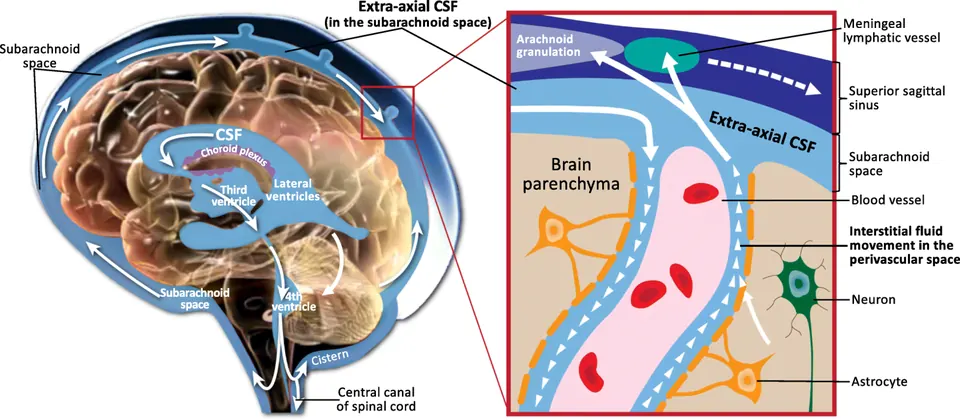 Extra-axial CSF
(in the subarachnoid space)
Subarachnoid
space
CSF
Choroid plexus
Third
ventricle
Lateral
ventricles
Subarachnoid
space
4th
ventricle
Cistern
Central canal
of spinal cord
Arachnoid
granulation
Meningeal
lymphatic vessel
Superior sagittal
sinus
Extra-axial CSF
Subarachnoid
space
Brain
parenchyma
Blood vessel
Interstitial fluid
movement in the
perivascular space
Neuron
Astrocyte